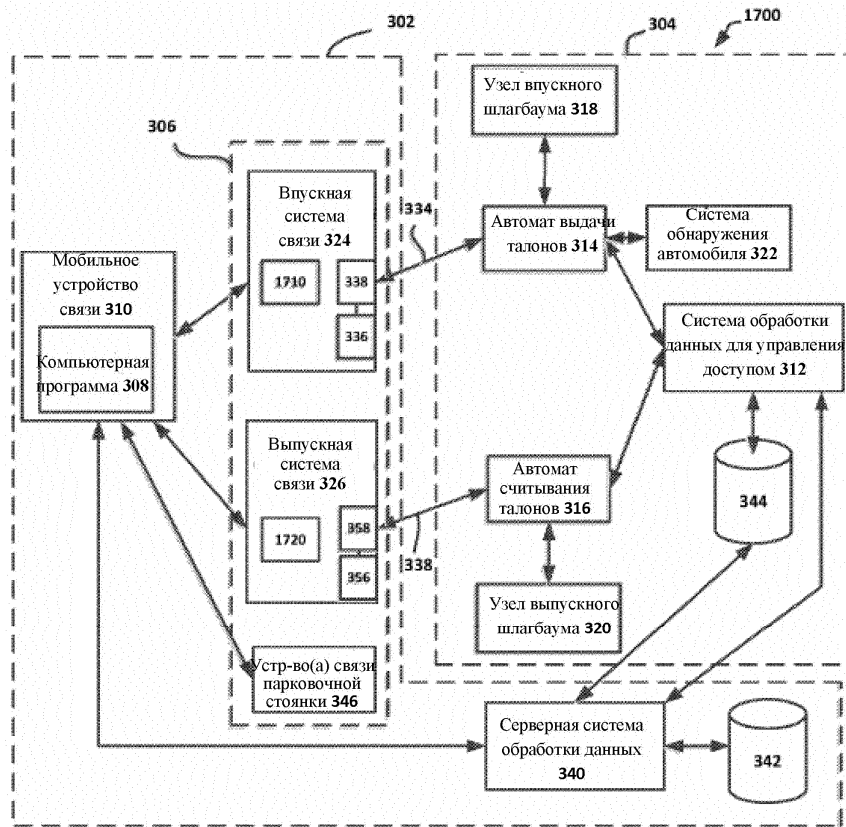 302
304
1700
Узел впускного
шлагбаума 318
306
Впускная
система
связи 324
334
Автомат выдачи
талонов 314
Система
обнаружения
автомобиля 322
Мобильное
устройство
связи 310
1710
338
336
Компьютерная
программа 308
Система обработки
данных для управления
доступом 312
Выпускная
система
связи 326
Автомат
считывания
талонов 316
344
1720
358
356
338
Узел выпускного
шлагбаума 320
Устр-во(а) связи
парковочной
стоянки 346
Серверная система
обработки данных
340
342